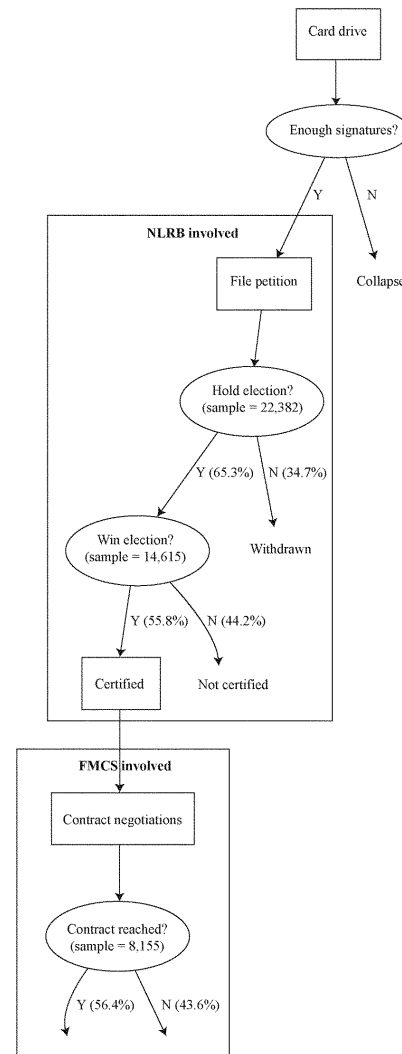 Card drive
Enough signatures?
Y
N
NLRB involved
File petition
Collapse
Hold election?
(sample = 22,382)
Y (65.3%)
N (34.7%)
Win election?
(sample = 14,615)
Withdrawn
Y (55.8%)
N (44.2%)
Certified
Not certified
FMCS involved
Contract negotiations
Contract reached?
(sample = 8,155)
Y (56.4%)
N (43.6%)